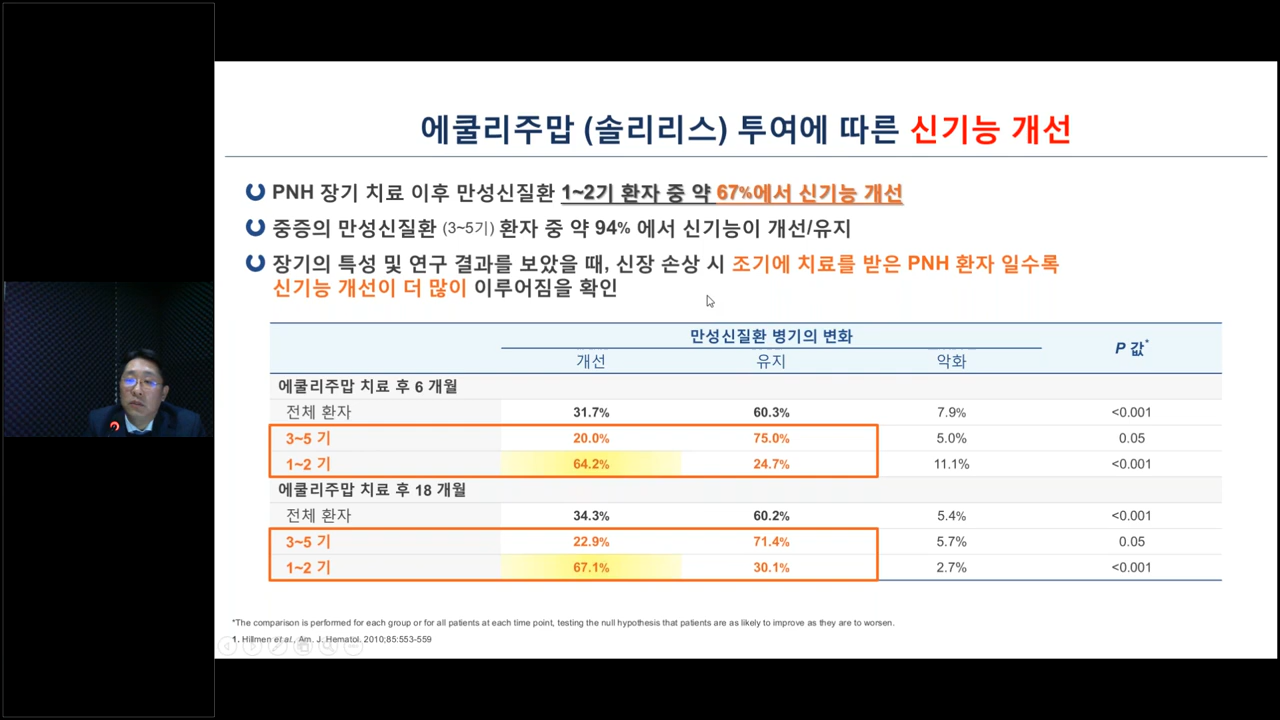 에쿨리주맙 (솔리리스) 투여에 따른 신기능 개선
PNH 장기 치료 이후 만성신질환 1~2기 환자 중 약 67%에서 신기능 개선
중증의 만성신질환 (3~5기) 환자 중 약 94% 에서 신기능이 개선/유지
장기의 특성 및 연구 결과를 보았을 때, 신장 손상 시 조기에 치료를 받은 PNH 환자 일수록
신기능 개선이 더 많이 이루어짐을 확인
만성신질환 병기의 변화
P 값*
개선 유지 악화
에쿨리주맙 치료 후 6 개월
전체 환자 31.7% 60.3% 7.9% <0.001
3~5 기 20.0% 75.0% 5.0% 0.05
1~2 기 64.2% 24.7% 11.1% <0.001
에쿨리주맙 치료 후 18 개월
전체 환자 34.3% 60.2% 5.4% <0.001
3~5 기 22.9% 71.4% 5.7% 0.05
1~2 기 67.1% 30.1% 2.7% <0.001
*The comparison is performed for each group or for all patients at each time point, testing the null hypothesis that patients are as likely to improve as they are to worsen.
1. Hillmen et al., Am. J. Hematol. 2010;85:553-559